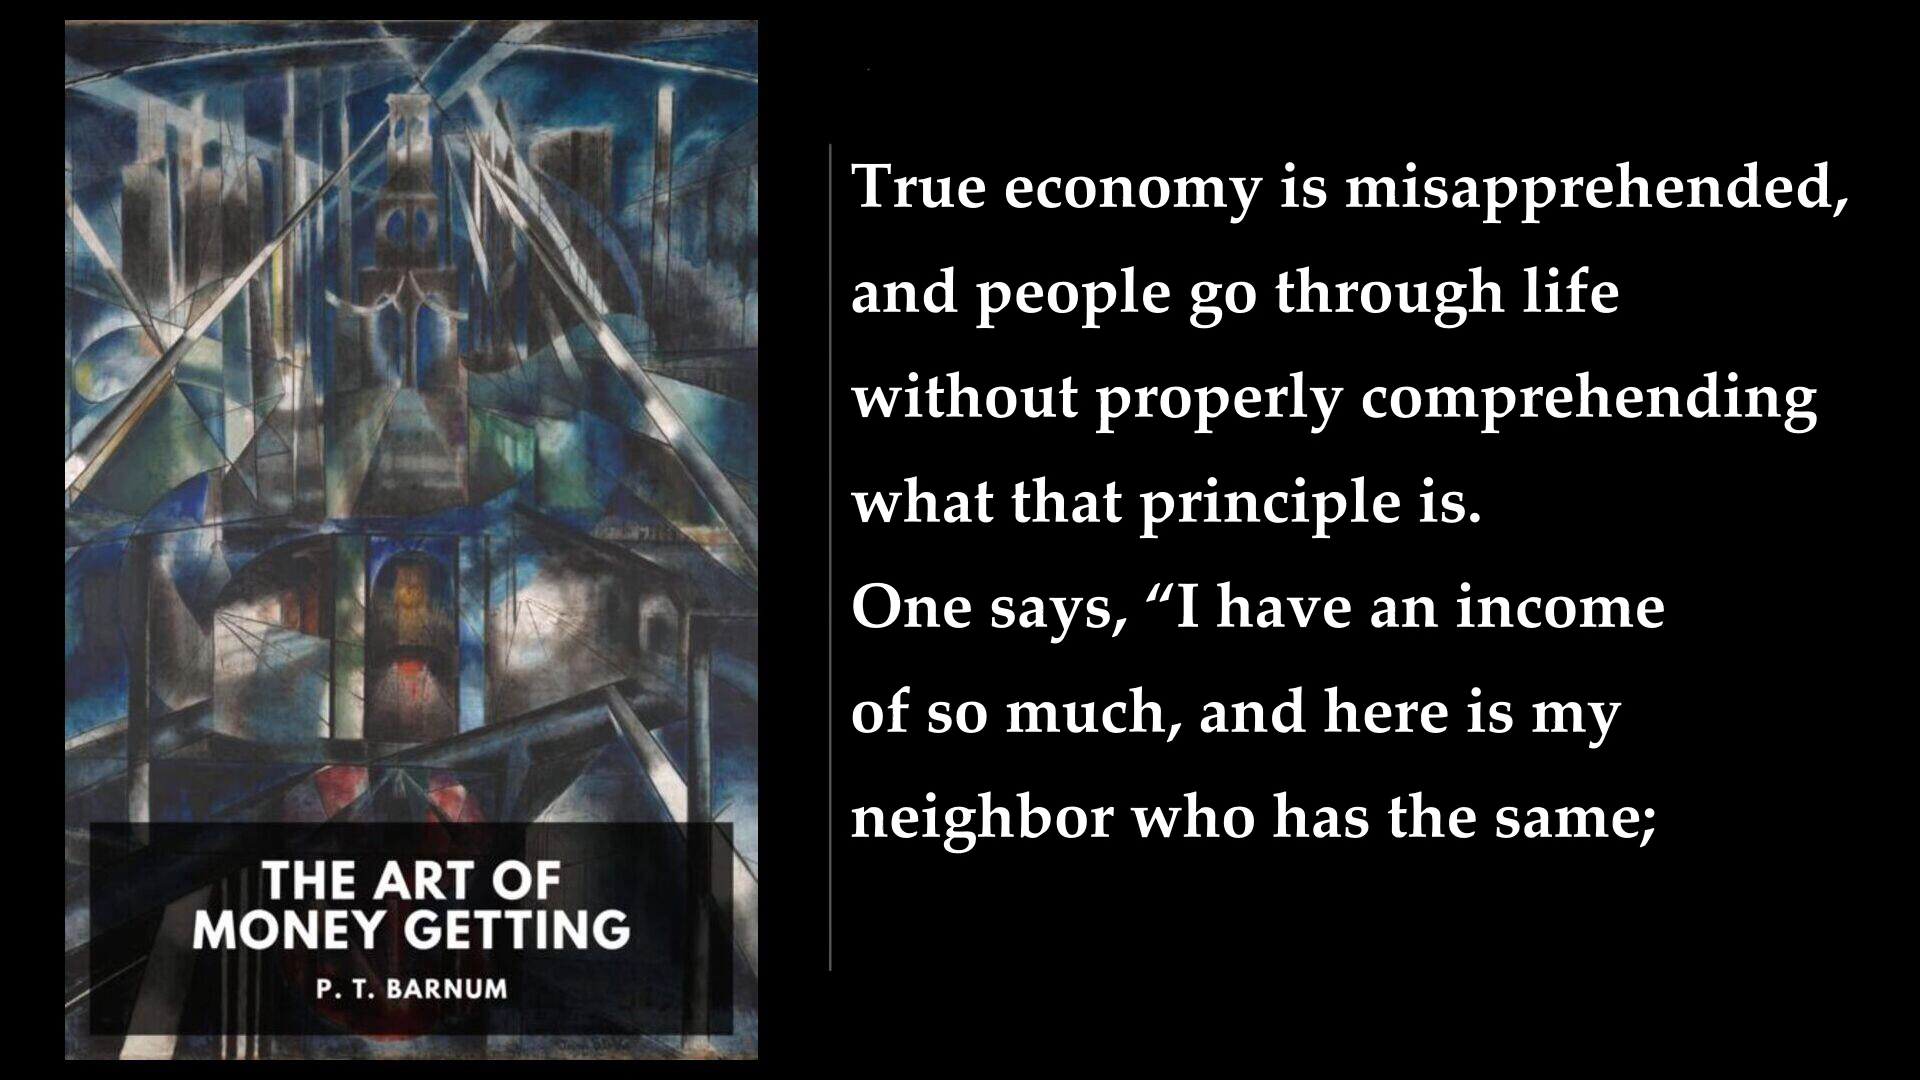 THE ART OF
MONEY GETTING
P. T. BARNUM
True economy is misapprehended,
and people go through life
without properly comprehending
what that principle is.
One says, “I have an income
of so much, and here is my
neighbor who has the same;